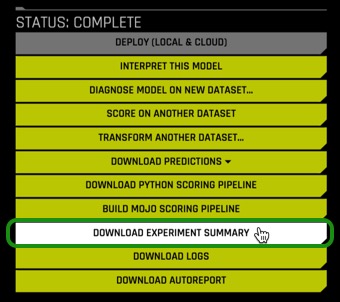 STATUS: COMPLETE
DEPLOY (LOCAL & CLOUD)
INTERPRET THIS MODEL
DIAGNOSE MODEL ON NEW DATASET...
SCORE ON ANOTHER DATASET
TRANSFORM ANOTHER DATASET...
DOWNLOAD PREDICTIONS
DOWNLOAD PYTHON SCORING PIPELINE
BUILD MOJO SCORING PIPELINE
DOWNLOAD EXPERIMENT SUMMARY
DOWNLOAD LOGS
DOWNLOAD AUTOREPORT